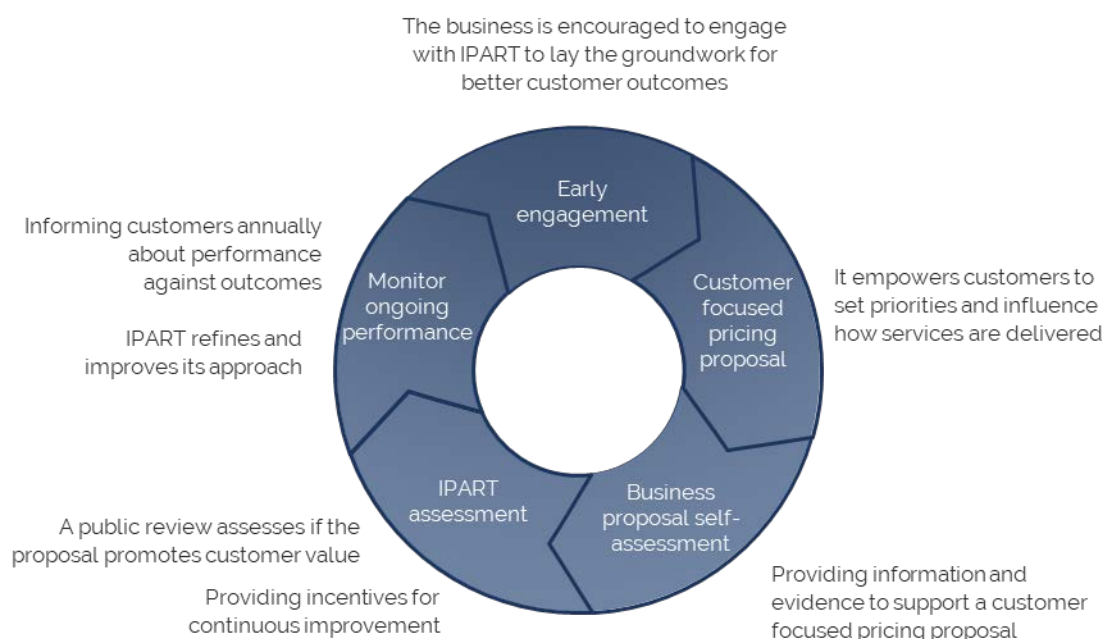 The business is encouraged to engage
with IPART to lay the groundwork for
better customer outcomes
Early
engagement
Customer
focused
pricing
proposal
It empowers customers to
set priorities and influence
how services are delivered
Business
proposal self-
assessment
Providing information and
evidence to support a customer
focused pricing proposal
IPART
assessment
A public review assesses if the
proposal promotes customer value
Providing incentives for
continuous improvement
Monitor
ongoing
performance
Informing customers annually
about performance
against outcomes
IPART refines and
improves its approach